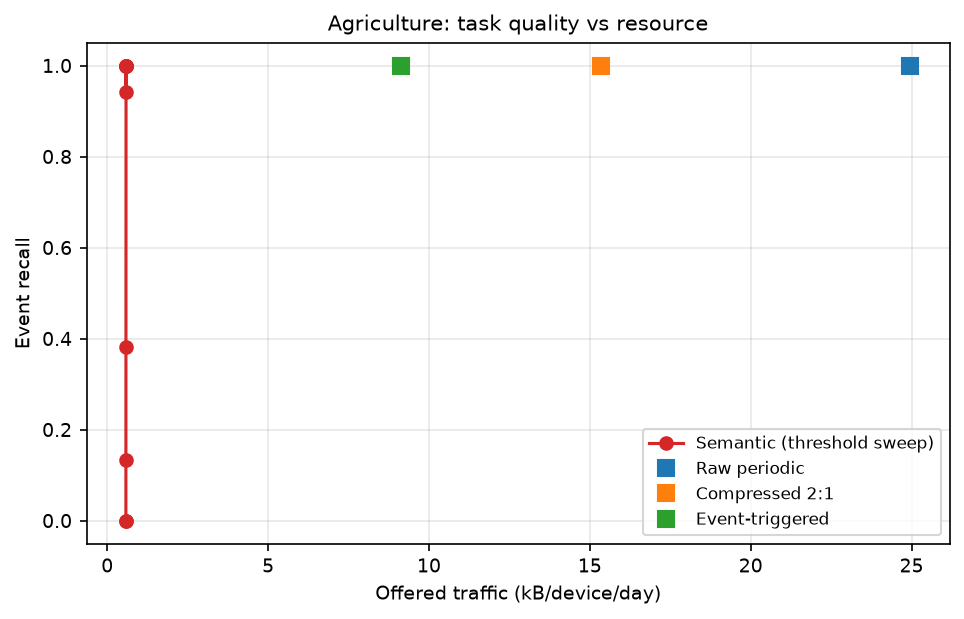 Agriculture: task quality vs resource
1.0
0.8
0.6
0.4
0.2
0.0
Event recall
0
5
10
15
20
25
Offered traffic (kB/device/day)
Semantic (threshold sweep)
Raw periodic
Compressed 2:1
Event-triggered